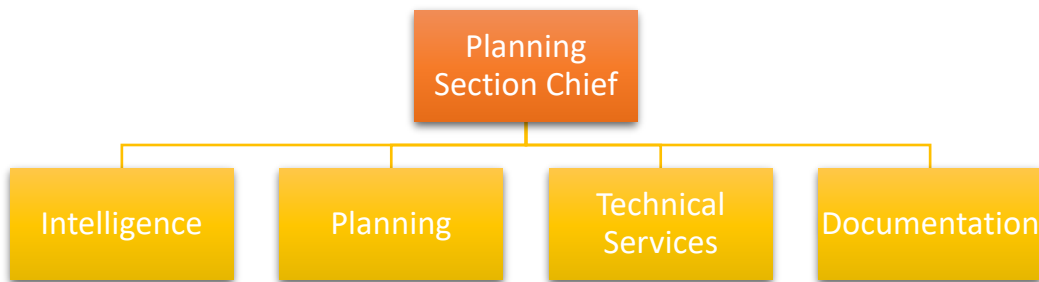 Planning
Section Chief
Intelligence
Planning
Technical
Services
Documentation